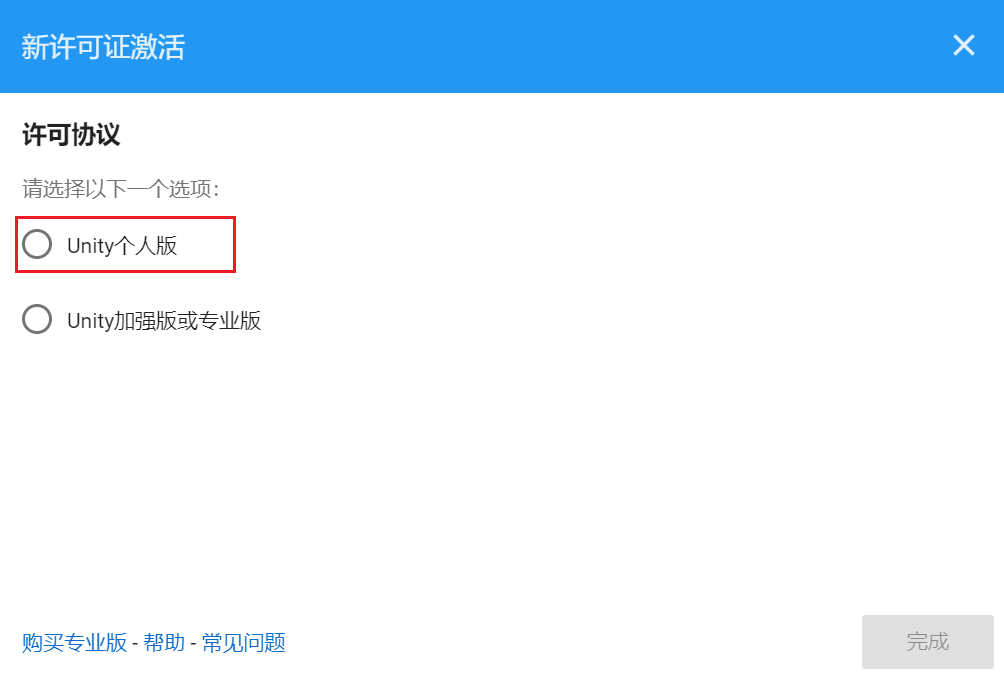 新许可证激活
许可协议
请选择以下一个选项：
Unity个人版
Unity加强版或专业版
购买专业版 - 帮助 - 常见问题
完成